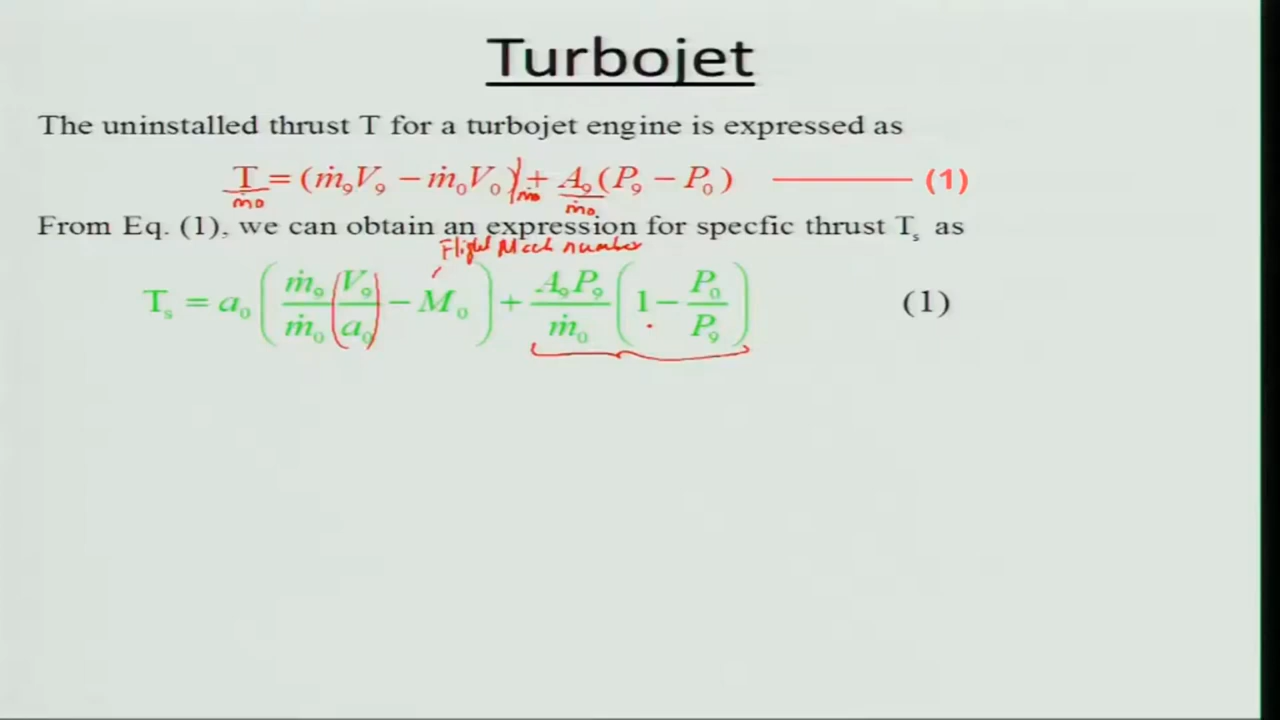 Turbojet
The uninstalled thrust T for a turbojet engine is expressed as
T = (ṁ₉V₉ − ṁ₀V₀) + A₉(P₉ − P₀) (1)
ṁ₀ ṁ₀ ṁ₀
From Eq. (1), we can obtain an expression for specfic thrust Tₛ as
Flight Mach number
Tₛ = a₀ ( ṁ₉/ṁ₀ (V₉/a₀) − M₀ ) + A₉P₉/ṁ₀ ( 1 − P₀/P₉ ) (1)